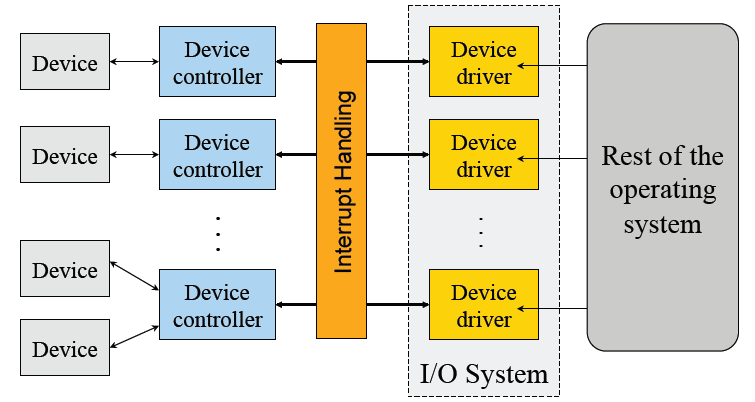 Device
Device
controller
Device
driver
Device
Device
controller
Device
driver
Interrupt Handling
Rest of the
operating
system
Device
Device
controller
Device
driver
Device
I/O System